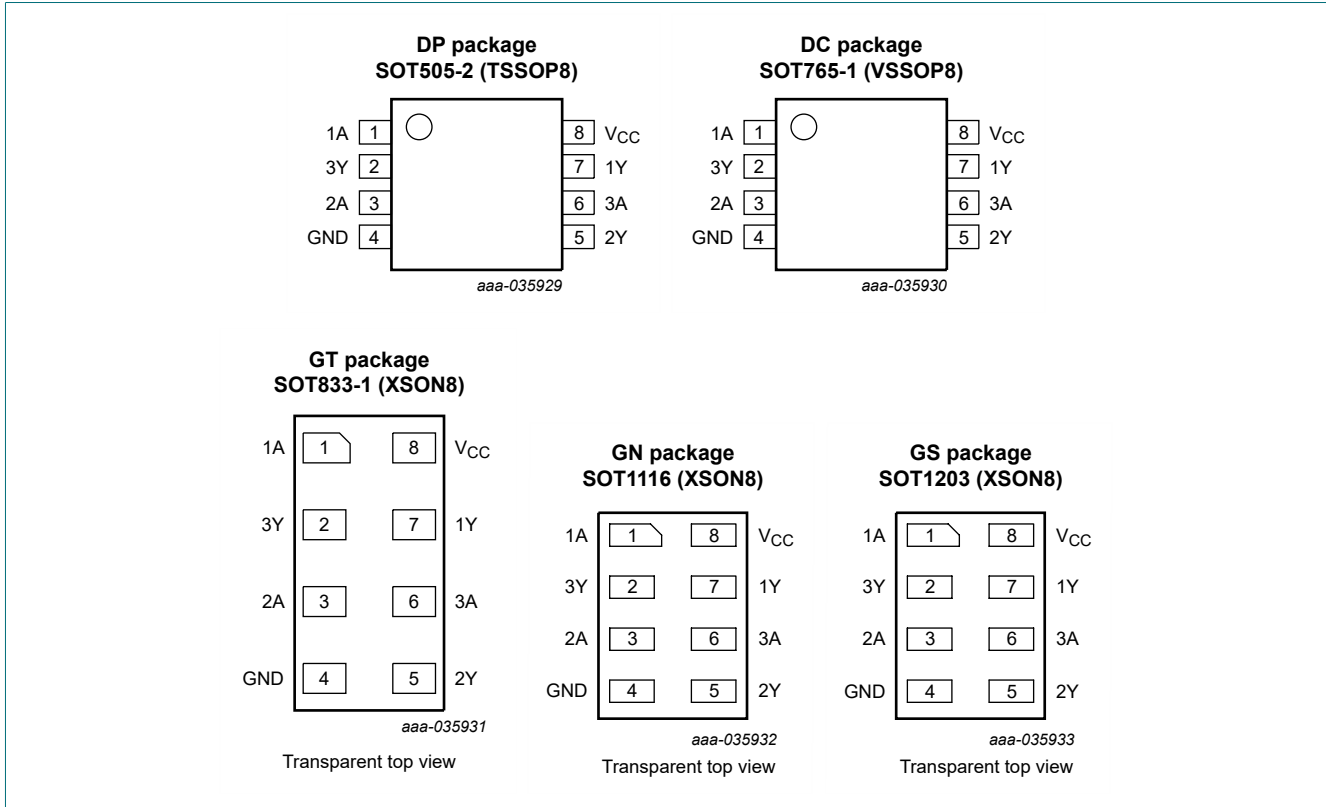 DP package
SOT505-2 (TSSOP8)
1A 1 8 VCC
3Y 2 7 1Y
2A 3 6 3A
GND 4 5 2Y
aaa-035929
DC package
SOT765-1 (VSSOP8)
1A 1 8 VCC
3Y 2 7 1Y
2A 3 6 3A
GND 4 5 2Y
aaa-035930
GT package
SOT833-1 (XSON8)
1A 1 8 VCC
3Y 2 7 1Y
2A 3 6 3A
GND 4 5 2Y
aaa-035931
Transparent top view
GN package
SOT1116 (XSON8)
1A 1 8 VCC
3Y 2 7 1Y
2A 3 6 3A
GND 4 5 2Y
aaa-035932
Transparent top view
GS package
SOT1203 (XSON8)
1A 1 8 VCC
3Y 2 7 1Y
2A 3 6 3A
GND 4 5 2Y
aaa-035933
Transparent top view